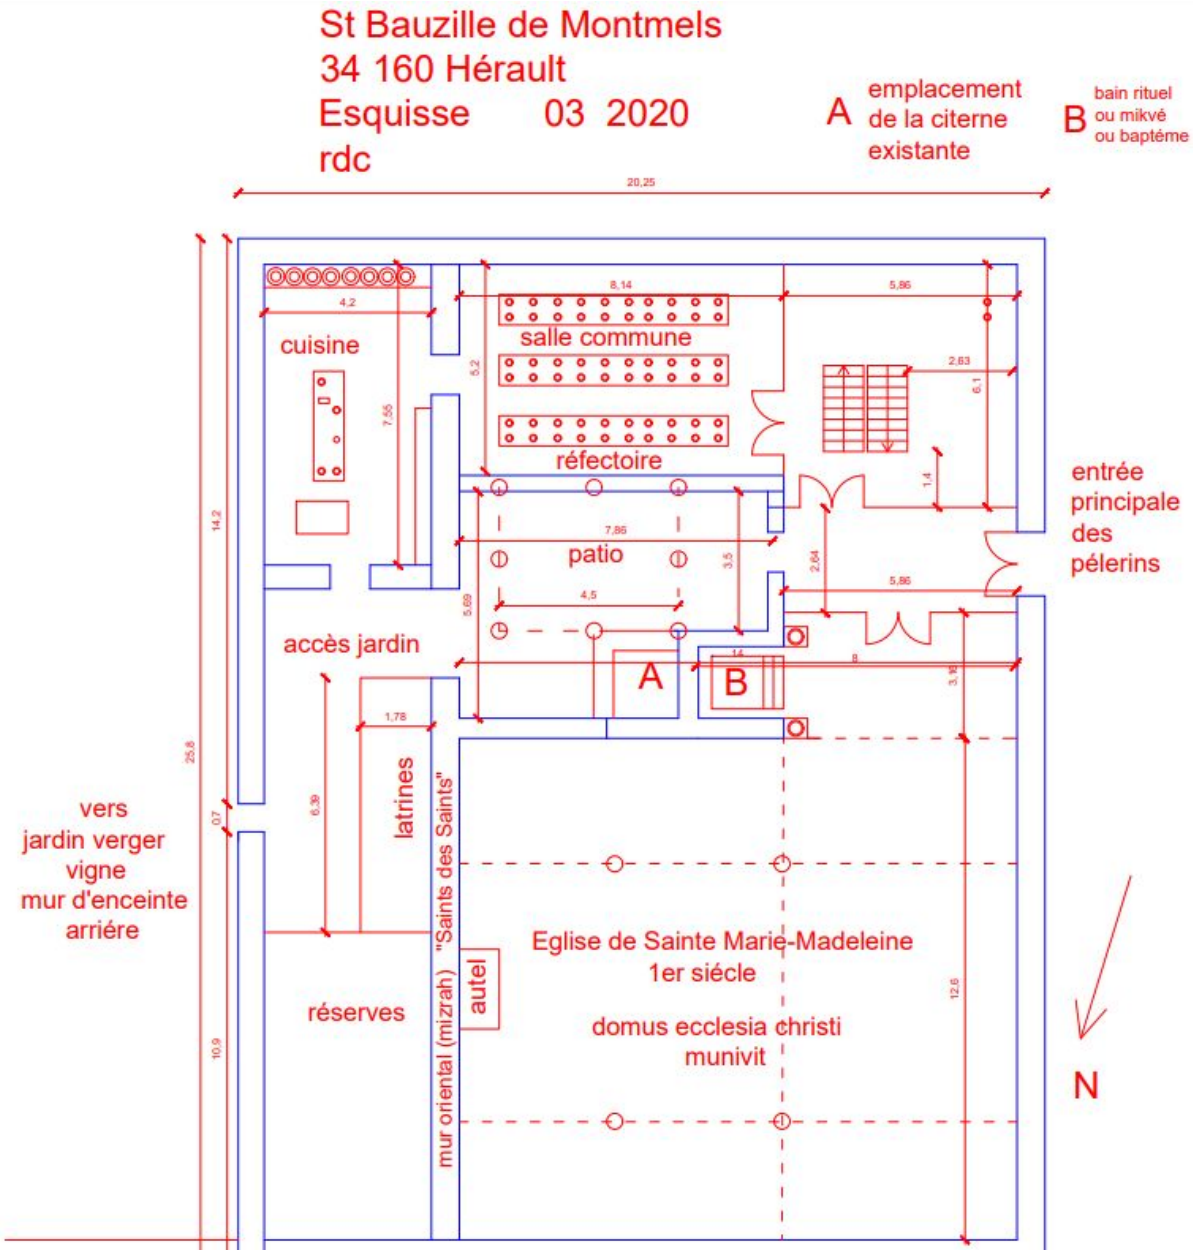 St Bauzille de Montmels
34 160 Hérault
Esquisse 03 2020
rdc
A
emplacement
de la citerne
existante
B
bain rituel
ou mikvé
ou baptéme
20,25
4,2
8,14
5,86
cuisine
salle commune
5,2
7,55
2,63
6,1
1,4
réfectoire
entrée
principale
des
pélerins
14,2
7,86
patio
3,5
2,64
5,86
4,5
5,69
accès jardin
14
8
A
B
3,16
1,78
25,8
6,39
latrines
0,7
vers
jardin verger
vigne
mur d'enceinte
arriére
mur oriental (mizrah) "Saints des Saints"
autel
Eglise de Sainte Marie-Madeleine
1er siécle
domus ecclesia christi
munivit
12,6
réserves
10,9
N